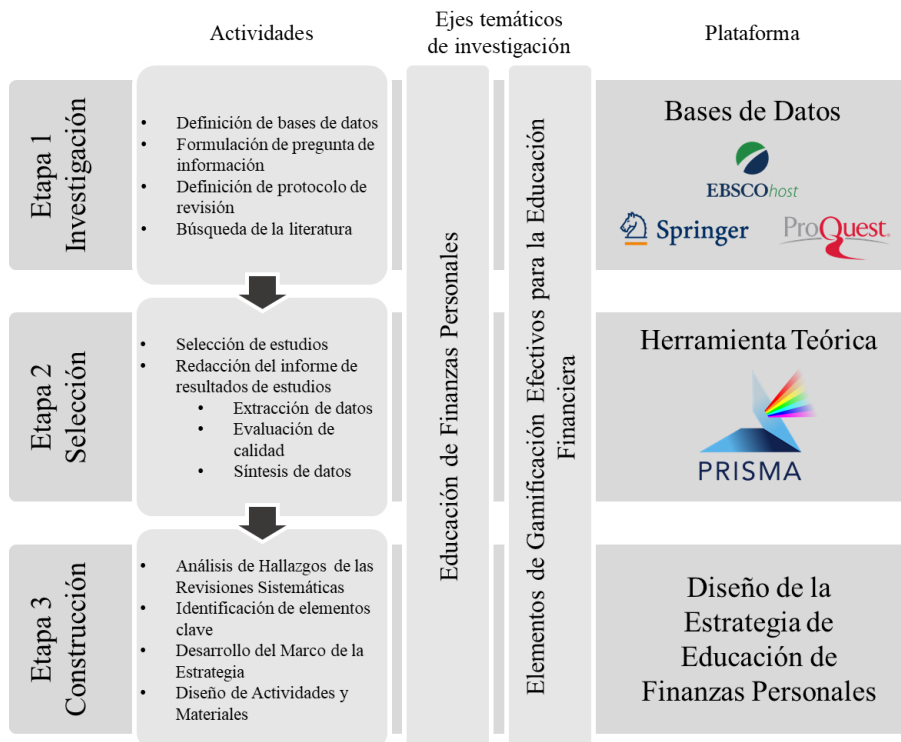 Actividades
Ejes temáticos
de investigación
Plataforma
Etapa 1
Investigación
• Definición de bases de datos
• Formulación de pregunta de
información
• Definición de protocolo de
revisión
• Búsqueda de la literatura
Bases de Datos
EBSCOhost
Springer
ProQuest®
Etapa 2
Selección
• Selección de estudios
• Redacción del informe de
resultados de estudios
• Extracción de datos
• Evaluación de
calidad
• Síntesis de datos
Educación de Finanzas Personales
Elementos de Gamificación Efectivos para la Educación
Financiera
Herramienta Teórica
PRISMA
Etapa 3
Construcción
• Análisis de Hallazgos de las
Revisiones Sistemáticas
• Identificación de elementos
clave
• Desarrollo del Marco de la
Estrategia
• Diseño de Actividades y
Materiales
Diseño de la
Estrategia de
Educación de
Finanzas Personales